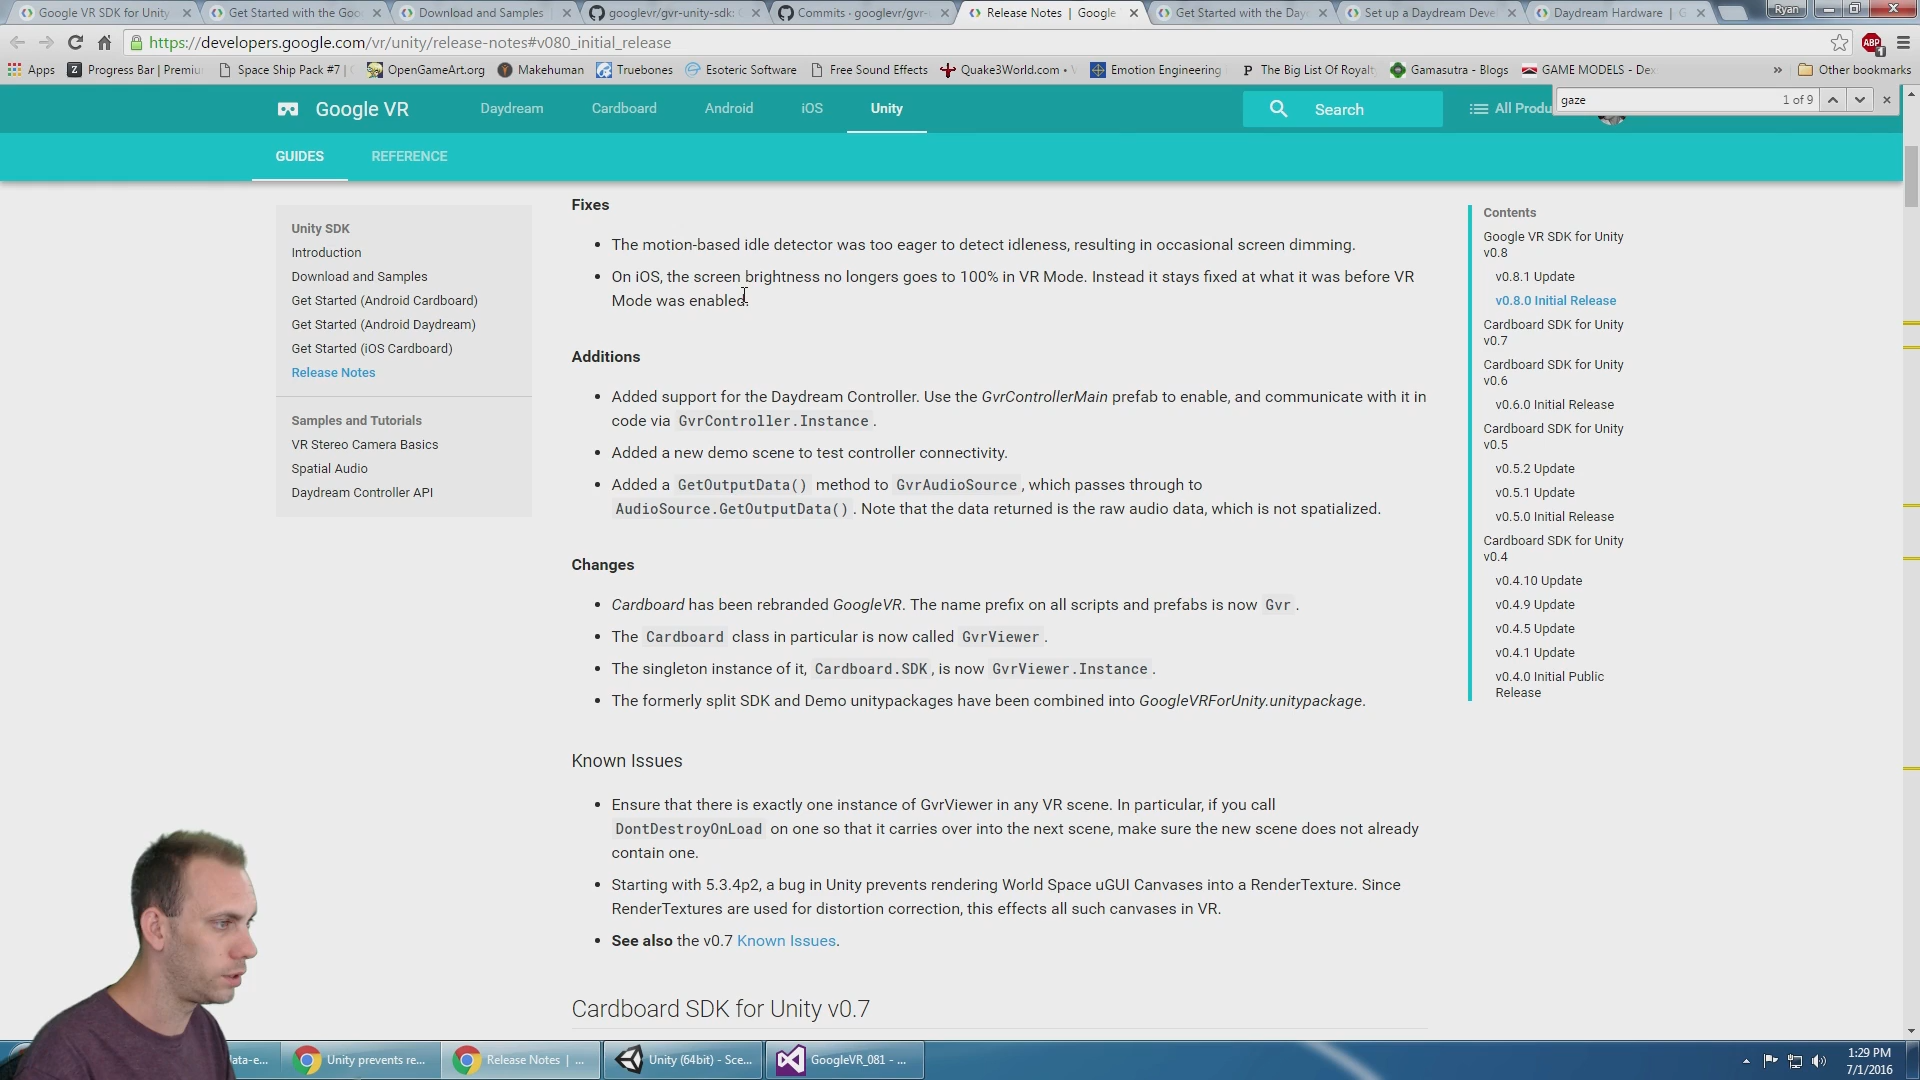 Google VR SDK for Unity
Get Started with the Goo
Download and Samples
googlevr/gvr-unity-sdk:
Commits · googlevr/gvr-
Release Notes | Google
Get Started with the Day
Set up a Daydream Deve
Daydream Hardware | G
Ryan
https://developers.google.com/vr/unity/release-notes#v080_initial_release
ABP
1
Apps
Progress Bar | Premiu
Space Ship Pack #7 |
OpenGameArt.org
Makehuman
Truebones
Esoteric Software
Free Sound Effects
Quake3World.com •
Emotion Engineering
The Big List Of Royalt
Gamasutra - Blogs
GAME MODELS - Dex
»
Other bookmarks
Google VR
Daydream
Cardboard
Android
iOS
Unity
Search
All Produ
gaze
1 of 9
GUIDES
REFERENCE
Unity SDK
Introduction
Download and Samples
Get Started (Android Cardboard)
Get Started (Android Daydream)
Get Started (iOS Cardboard)
Release Notes
Samples and Tutorials
VR Stereo Camera Basics
Spatial Audio
Daydream Controller API
Fixes
• The motion-based idle detector was too eager to detect idleness, resulting in occasional screen dimming.
• On iOS, the screen brightness no longers goes to 100% in VR Mode. Instead it stays fixed at what it was before VR
Mode was enabled.
Additions
• Added support for the Daydream Controller. Use the GvrControllerMain prefab to enable, and communicate with it in
code via GvrController.Instance.
• Added a new demo scene to test controller connectivity.
• Added a GetOutputData() method to GvrAudioSource, which passes through to
AudioSource.GetOutputData(). Note that the data returned is the raw audio data, which is not spatialized.
Changes
• Cardboard has been rebranded GoogleVR. The name prefix on all scripts and prefabs is now Gvr.
• The Cardboard class in particular is now called GvrViewer.
• The singleton instance of it, Cardboard.SDK, is now GvrViewer.Instance.
• The formerly split SDK and Demo unitypackages have been combined into GoogleVRForUnity.unitypackage.
Known Issues
• Ensure that there is exactly one instance of GvrViewer in any VR scene. In particular, if you call
DontDestroyOnLoad on one so that it carries over into the next scene, make sure the new scene does not already
contain one.
• Starting with 5.3.4p2, a bug in Unity prevents rendering World Space uGUI Canvases into a RenderTexture. Since
RenderTextures are used for distortion correction, this effects all such canvases in VR.
• See also the v0.7 Known Issues.
Cardboard SDK for Unity v0.7
Contents
Google VR SDK for Unity
v0.8
v0.8.1 Update
v0.8.0 Initial Release
Cardboard SDK for Unity
v0.7
Cardboard SDK for Unity
v0.6
v0.6.0 Initial Release
Cardboard SDK for Unity
v0.5
v0.5.2 Update
v0.5.1 Update
v0.5.0 Initial Release
Cardboard SDK for Unity
v0.4
v0.4.10 Update
v0.4.9 Update
v0.4.5 Update
v0.4.1 Update
v0.4.0 Initial Public
Release
lata-e...
Unity prevents re...
Release Notes | ...
Unity (64bit) - Sce...
GoogleVR_081 - ...
1:29 PM
7/1/2016